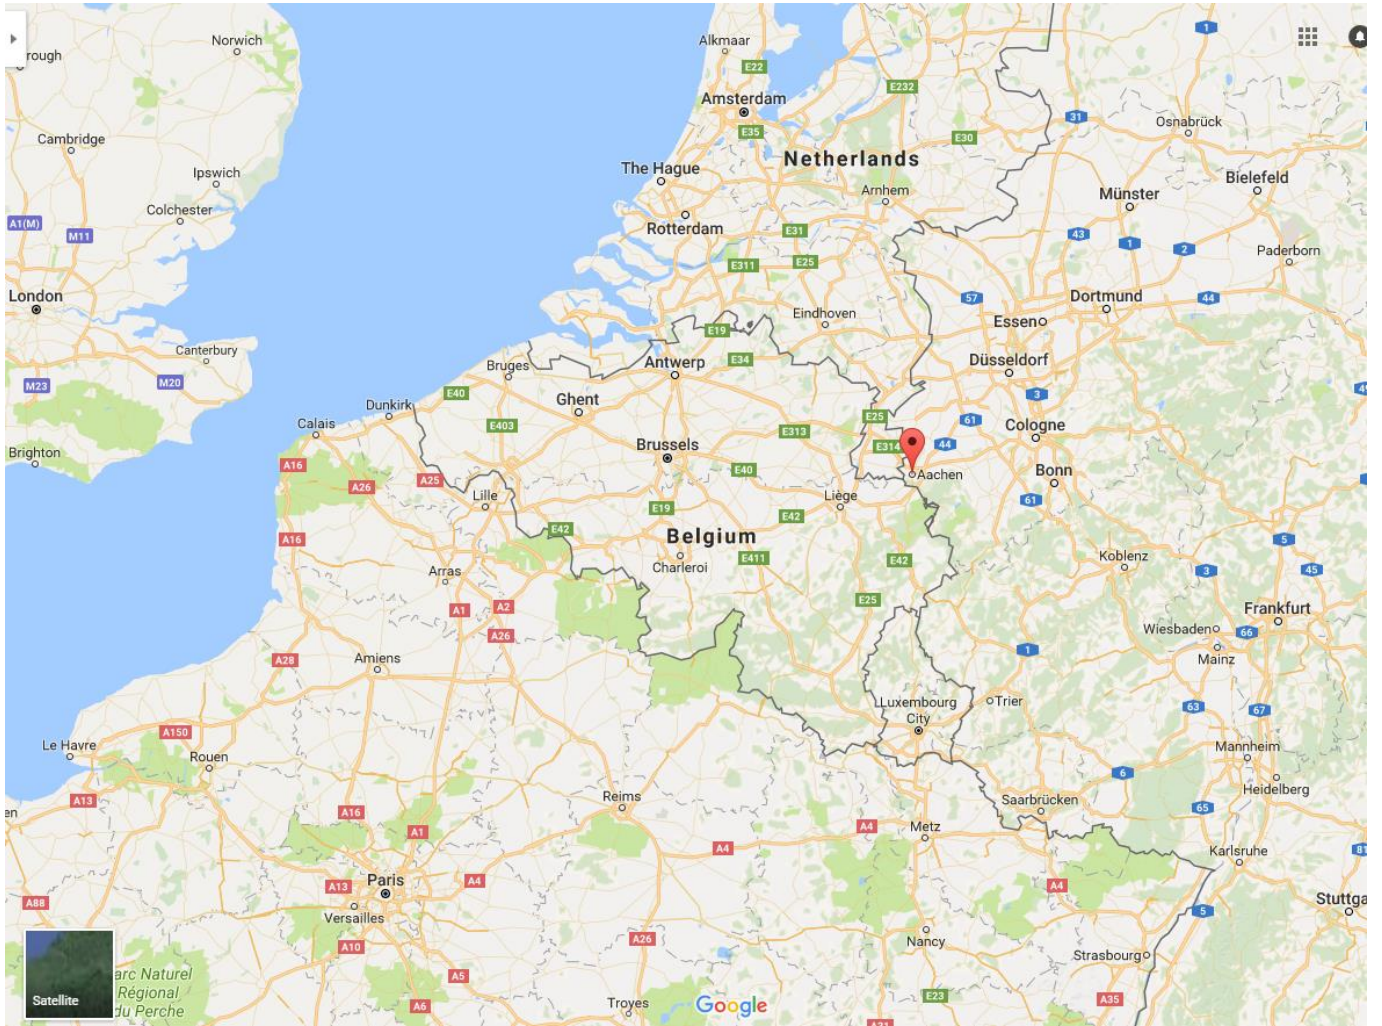 Norwich
rough
Alkmaar
1
E22
Amsterdam
E232
E35
31
Osnabrück
E30
Cambridge
Netherlands
The Hague
Ipswich
Arnhem
Münster
Bielefeld
Colchester
A1(M)
M11
Rotterdam
E31
43
1
2
Paderborn
E311
E25
London
57
Dortmund
44
Eindhoven
Essen
E19
Canterbury
Bruges
Antwerp
E34
Düsseldorf
M23
M20
E40
3
49
Ghent
Dunkirk
Calais
E403
E25
61
E313
Cologne
Brussels
E314
44
Brighton
A16
E40
Aachen
Bonn
A26
A25
Lille
Liège
61
E19
E42
E42
Belgium
A16
5
Koblenz
Charleroi
E411
E42
Arras
3
45
A1
A2
E25
Frankfurt
A26
Wiesbaden
66
A28
Amiens
1
Mainz
Luxembourg
City
Trier
63
67
A150
Le Havre
Rouen
Mannheim
6
Heidelberg
A13
Reims
Saarbrücken
65
en
A16
A1
A4
Metz
A4
Karlsruhe
81
Paris
A13
A4
A4
A88
Versailles
5
Stuttga
A26
Nancy
A10
Strasbourg
A5
arc Naturel
Régional
du Perche
Satellite
Troyes
Google
E23
A35
A6
A31